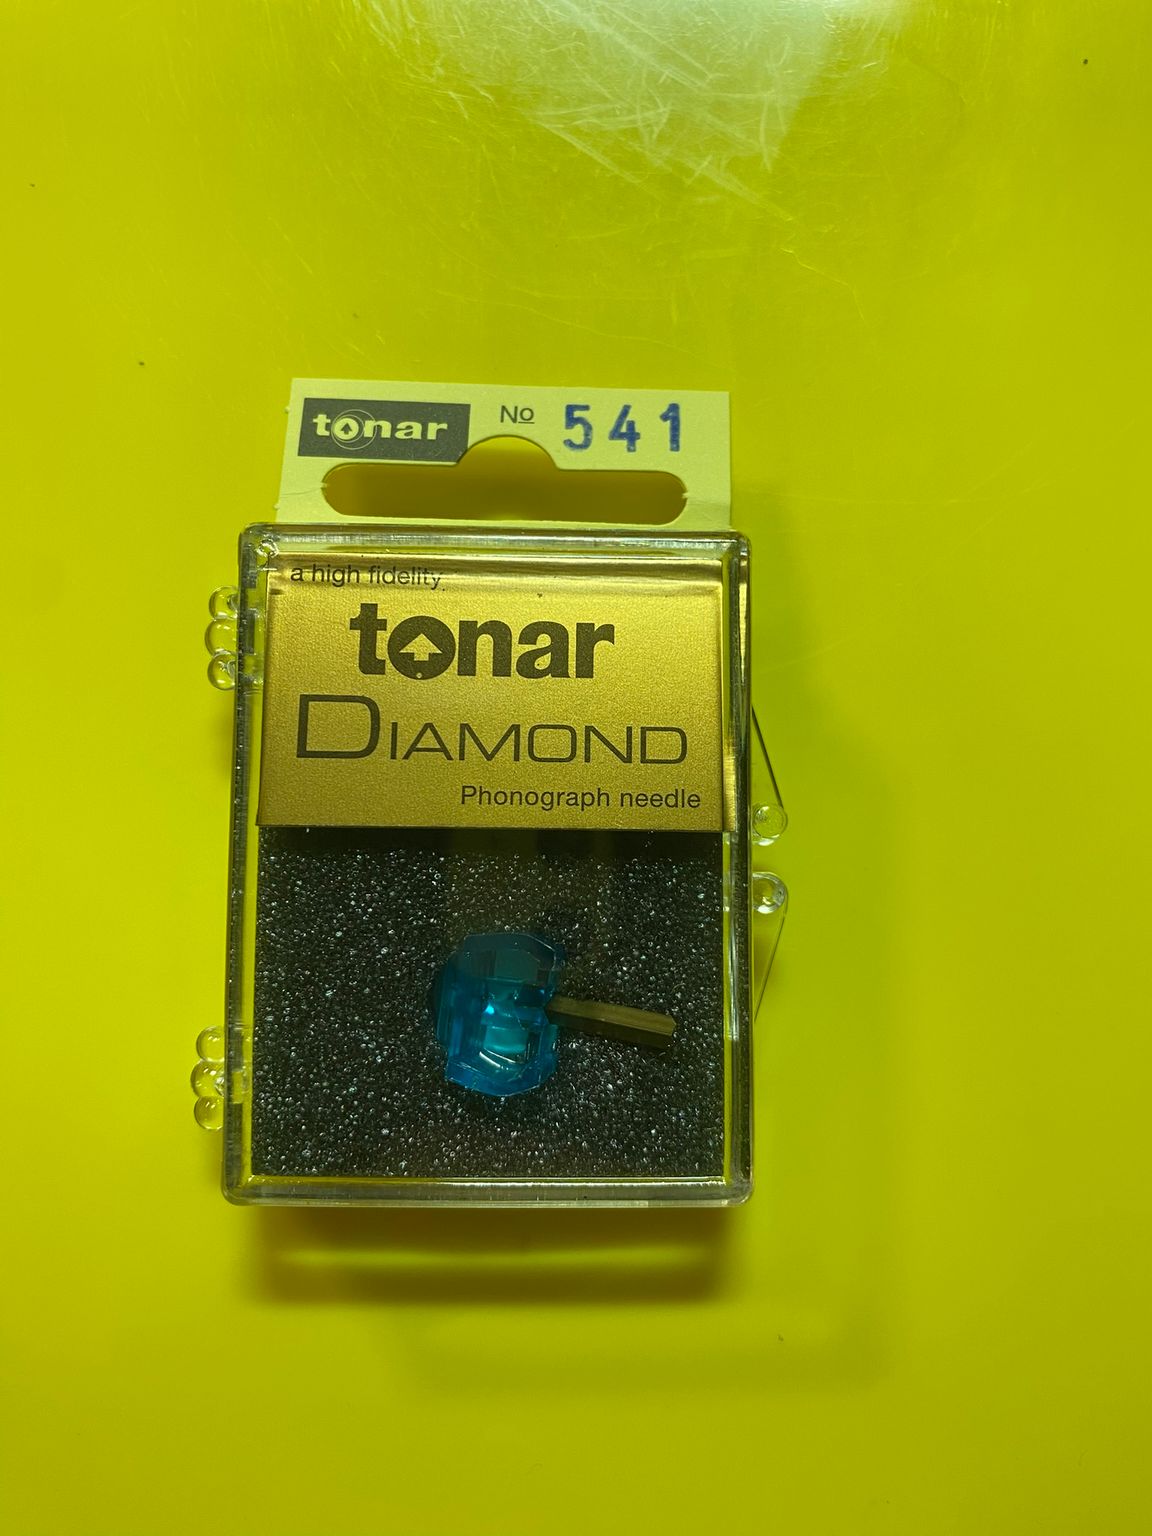 tonar No 541
a high fidelity
tonar
DIAMOND
Phonograph needle